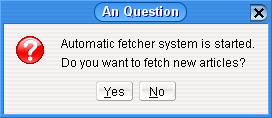 An Question
Automatic fetcher system is started.
Do you want to fetch new articles?
Yes No